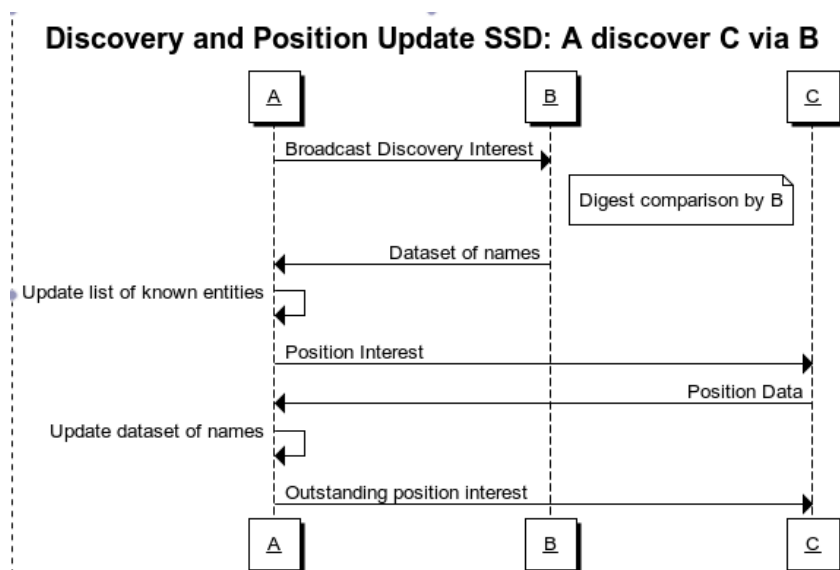 Discovery and Position Update SSD: A discover C via B
A B C
Broadcast Discovery Interest
Digest comparison by B
Dataset of names
Update list of known entities
Position Interest
Position Data
Update dataset of names
Outstanding position interest
A B C